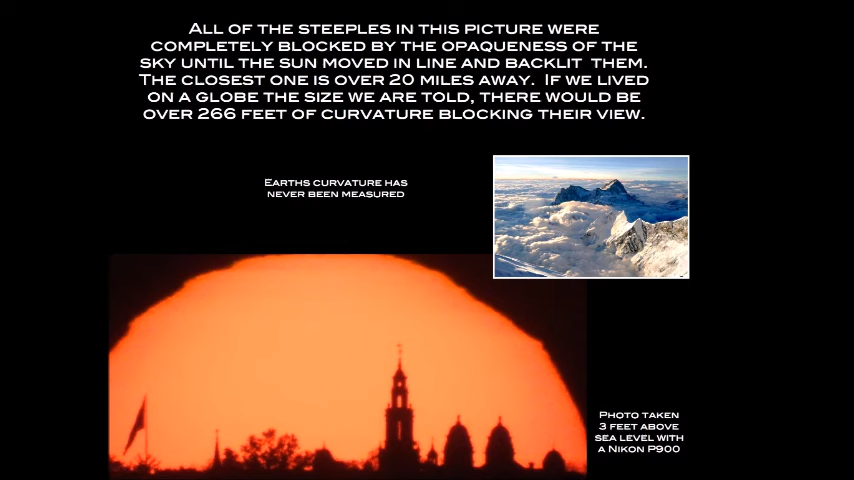 ALL OF THE STEEPLES IN THIS PICTURE WERE
COMPLETELY BLOCKED BY THE OPAQUENESS OF THE
SKY UNTIL THE SUN MOVED IN LINE AND BACKLIT THEM.
THE CLOSEST ONE IS OVER 20 MILES AWAY. IF WE LIVED
ON A GLOBE THE SIZE WE ARE TOLD, THERE WOULD BE
OVER 266 FEET OF CURVATURE BLOCKING THEIR VIEW.
EARTHS CURVATURE HAS
NEVER BEEN MEASURED
PHOTO TAKEN
3 FEET ABOVE
SEA LEVEL WITH
A NIKON P900